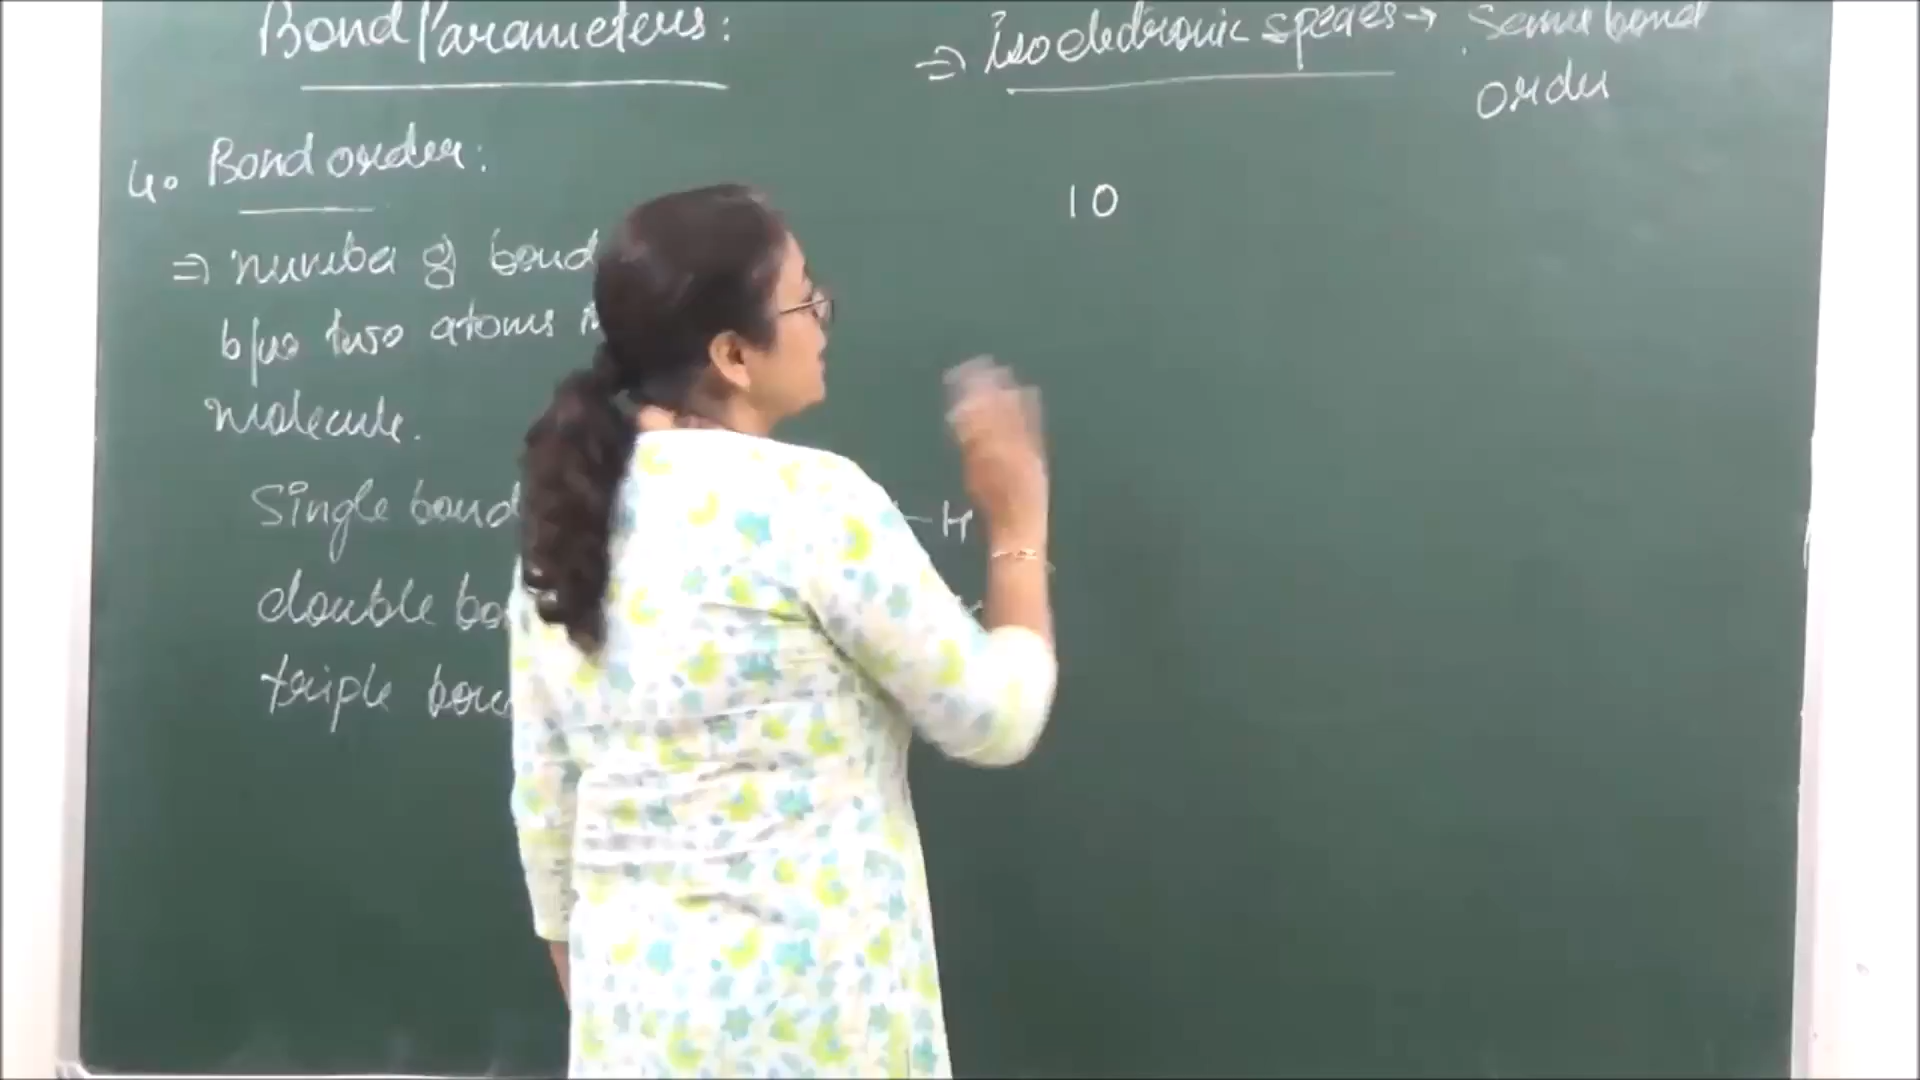 Bond Parameters:
4. Bond order:
⇒ number of bond
b/w two atoms
molecule.
Single bond
double bo
triple bon
- H
⇒ isoelectronic species → Same bond
order
10